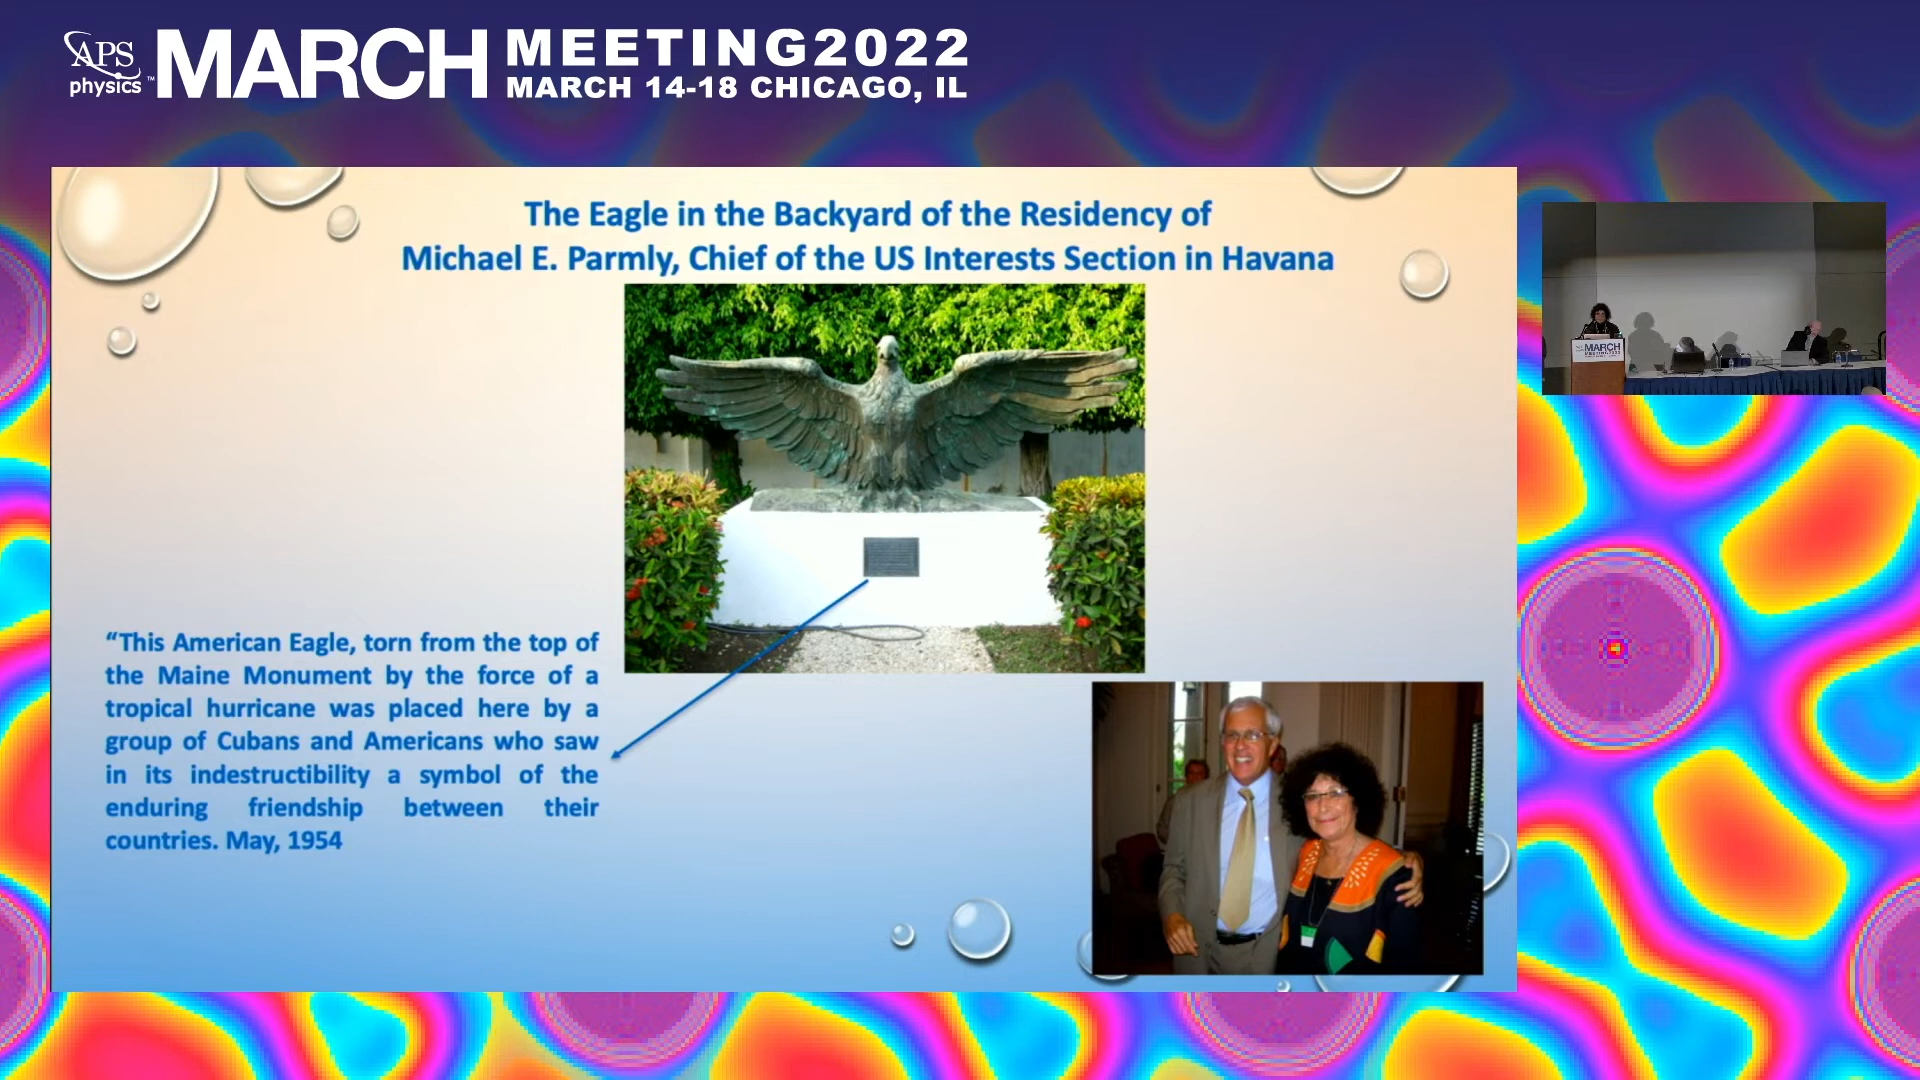 APS
physics™
MARCH
MEETING2022
MARCH 14-18 CHICAGO, IL
The Eagle in the Backyard of the Residency of
Michael E. Parmly, Chief of the US Interests Section in Havana
“This American Eagle, torn from the top of
the Maine Monument by the force of a
tropical hurricane was placed here by a
group of Cubans and Americans who saw
in its indestructibility a symbol of the
enduring friendship between their
countries. May, 1954
MARCH